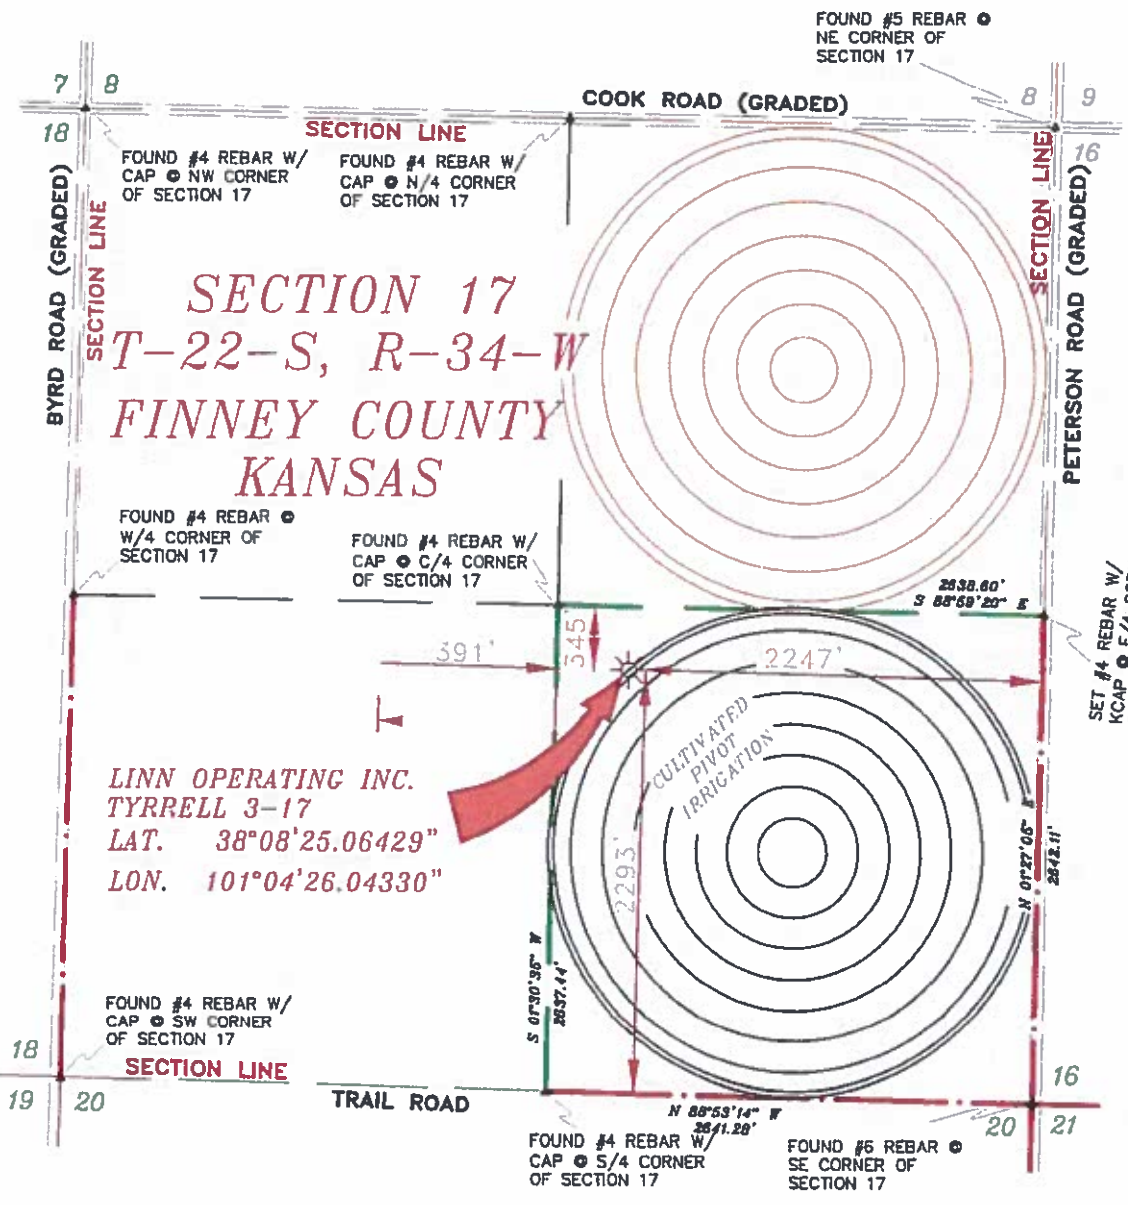 FOUND #5 REBAR @
NE CORNER OF
SECTION 17
7
8
8
9
COOK ROAD (GRADED)
18
SECTION LINE
16
FOUND #4 REBAR W/
CAP @ NW CORNER
OF SECTION 17
FOUND #4 REBAR W/
CAP @ N/4 CORNER
OF SECTION 17
BYRD ROAD (GRADED)
SECTION LINE
SECTION LINE
PETERSON ROAD (GRADED)
SECTION 17
T-22-S, R-34-W
FINNEY COUNTY
KANSAS
FOUND #4 REBAR @
W/4 CORNER OF
SECTION 17
FOUND #4 REBAR W/
CAP @ C/4 CORNER
OF SECTION 17
2638.60'
S 88°59'20" E
SET #4 REBAR W/
391'
345'
2247'
CULTIVATED
PIVOT
IRRIGATION
LINN OPERATING INC.
TYRRELL 3-17
LAT. 38°08'25.06429"
LON. 101°04'26.04330"
2293'
N 01°27'05" E
2642.11'
S 01°30'35" W
2637.44'
FOUND #4 REBAR W/
CAP @ SW CORNER
OF SECTION 17
18
SECTION LINE
19
20
TRAIL ROAD
16
N 88°53'14" W
2641.28'
20
21
FOUND #4 REBAR W/
CAP @ S/4 CORNER
OF SECTION 17
FOUND #6 REBAR @
SE CORNER OF
SECTION 17